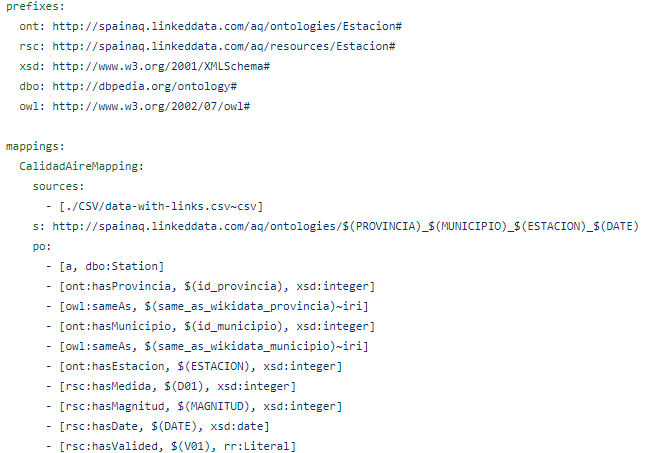 prefixes:
  ont: http://spainaq.linkeddata.com/aq/ontologies/Estacion#
  rsc: http://spainaq.linkeddata.com/aq/resources/Estacion#
  xsd: http://www.w3.org/2001/XMLSchema#
  dbo: http://dbpedia.org/ontology#
  owl: http://www.w3.org/2002/07/owl#

mappings:
  CalidadAireMapping:
    sources:
      - [./CSV/data-with-links.csv~csv]
    s: http://spainaq.linkeddata.com/aq/ontologies/$(PROVINCIA)_$(MUNICIPIO)_$(ESTACION)_$(DATE)
    po:
      - [a, dbo:Station]
      - [ont:hasProvincia, $(id_provincia), xsd:integer]
      - [owl:sameAs, $(same_as_wikidata_provincia)~iri]
      - [ont:hasMunicipio, $(id_municipio), xsd:integer]
      - [owl:sameAs, $(same_as_wikidata_municipio)~iri]
      - [ont:hasEstacion, $(ESTACION), xsd:integer]
      - [rsc:hasMedida, $(D01), xsd:integer]
      - [rsc:hasMagnitud, $(MAGNITUD), xsd:integer]
      - [rsc:hasDate, $(DATE), xsd:date]
      - [rsc:hasValided, $(V01), rr:Literal]